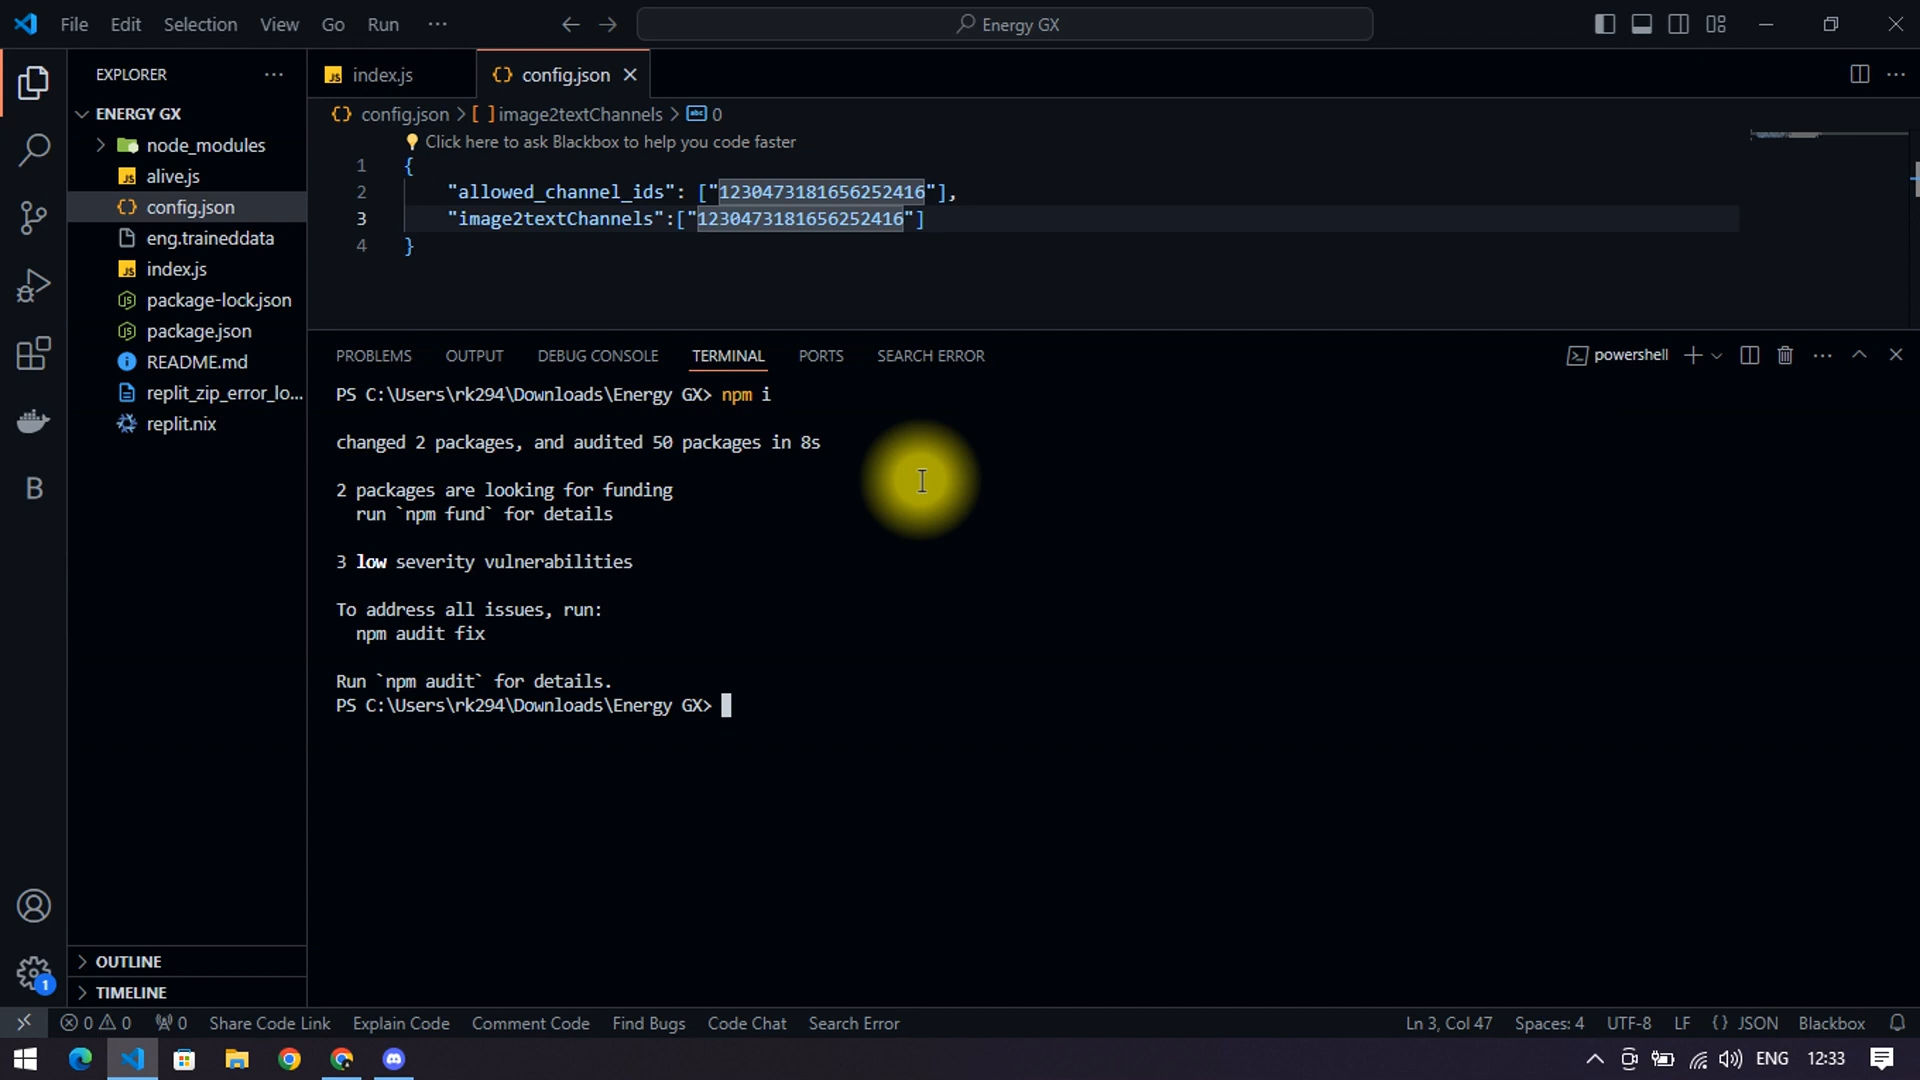 File Edit Selection View Go Run ···
Energy GX
EXPLORER ···
ENERGY GX
node_modules
alive.js
config.json
eng.traineddata
index.js
package-lock.json
package.json
README.md
replit_zip_error_lo...
replit.nix
OUTLINE
TIMELINE
B
1
JS index.js
{} config.json
{} config.json > [ ] image2textChannels > abc 0
Click here to ask Blackbox to help you code faster
1 {
2 "allowed_channel_ids": ["1230473181656252416"],
3 "image2textChannels":["1230473181656252416"]
4 }
PROBLEMS OUTPUT DEBUG CONSOLE TERMINAL PORTS SEARCH ERROR
powershell
PS C:\Users\rk294\Downloads\Energy GX> npm i
changed 2 packages, and audited 50 packages in 8s
2 packages are looking for funding
run `npm fund` for details
3 low severity vulnerabilities
To address all issues, run:
npm audit fix
Run `npm audit` for details.
PS C:\Users\rk294\Downloads\Energy GX>
0 0 0 Share Code Link Explain Code Comment Code Find Bugs Code Chat Search Error
Ln 3, Col 47 Spaces: 4 UTF-8 LF {} JSON Blackbox
ENG 12:33